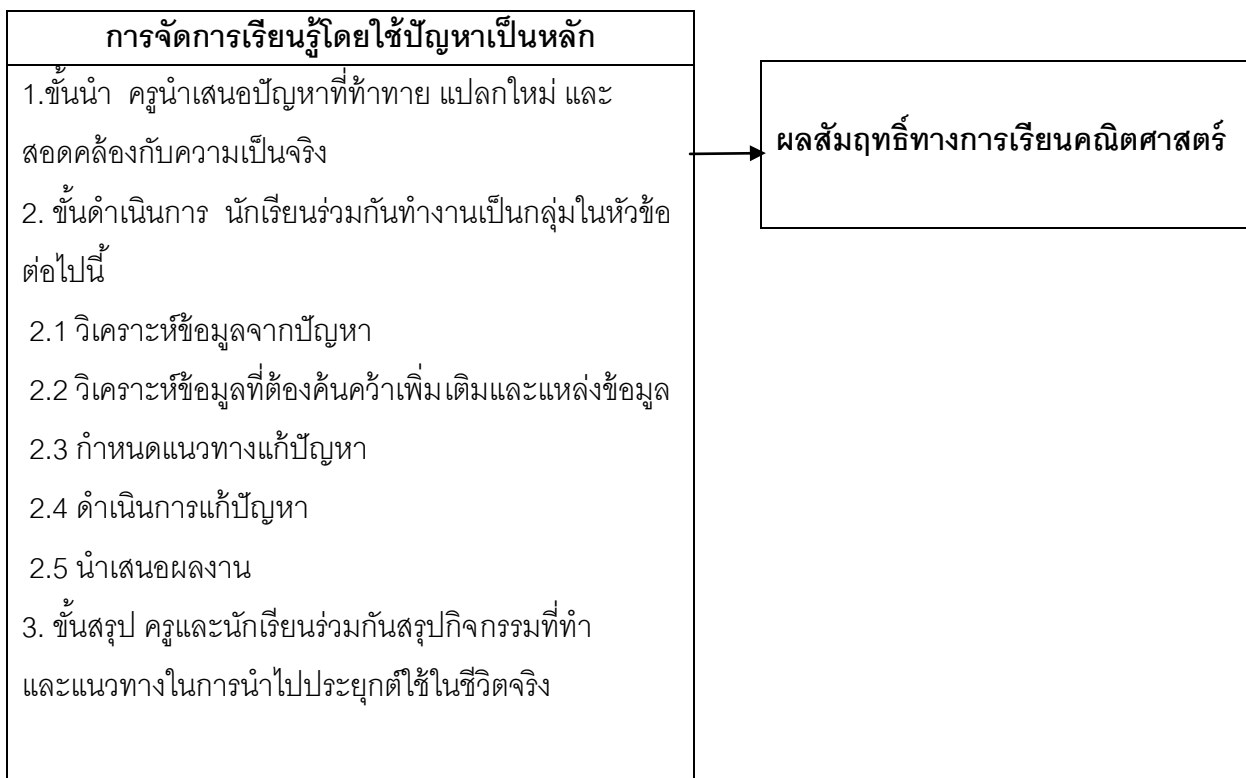 การจัดการเรียนรู้โดยใช้ปัญหาเป็นหลัก
1.ขั้นนำ ครูนำเสนอปัญหาที่ท้าทาย แปลกใหม่ และ
สอดคล้องกับความเป็นจริง
2. ขั้นดำเนินการ นักเรียนร่วมกันทำงานเป็นกลุ่มในหัวข้อ
ต่อไปนี้
2.1 วิเคราะห์ข้อมูลจากปัญหา
2.2 วิเคราะห์ข้อมูลที่ต้องค้นคว้าเพิ่มเติมและแหล่งข้อมูล
2.3 กำหนดแนวทางแก้ปัญหา
2.4 ดำเนินการแก้ปัญหา
2.5 นำเสนอผลงาน
3. ขั้นสรุป ครูและนักเรียนร่วมกันสรุปกิจกรรมที่ทำ
และแนวทางในการนำไปประยุกต์ใช้ในชีวิตจริง
ผลสัมฤทธิ์ทางการเรียนคณิตศาสตร์